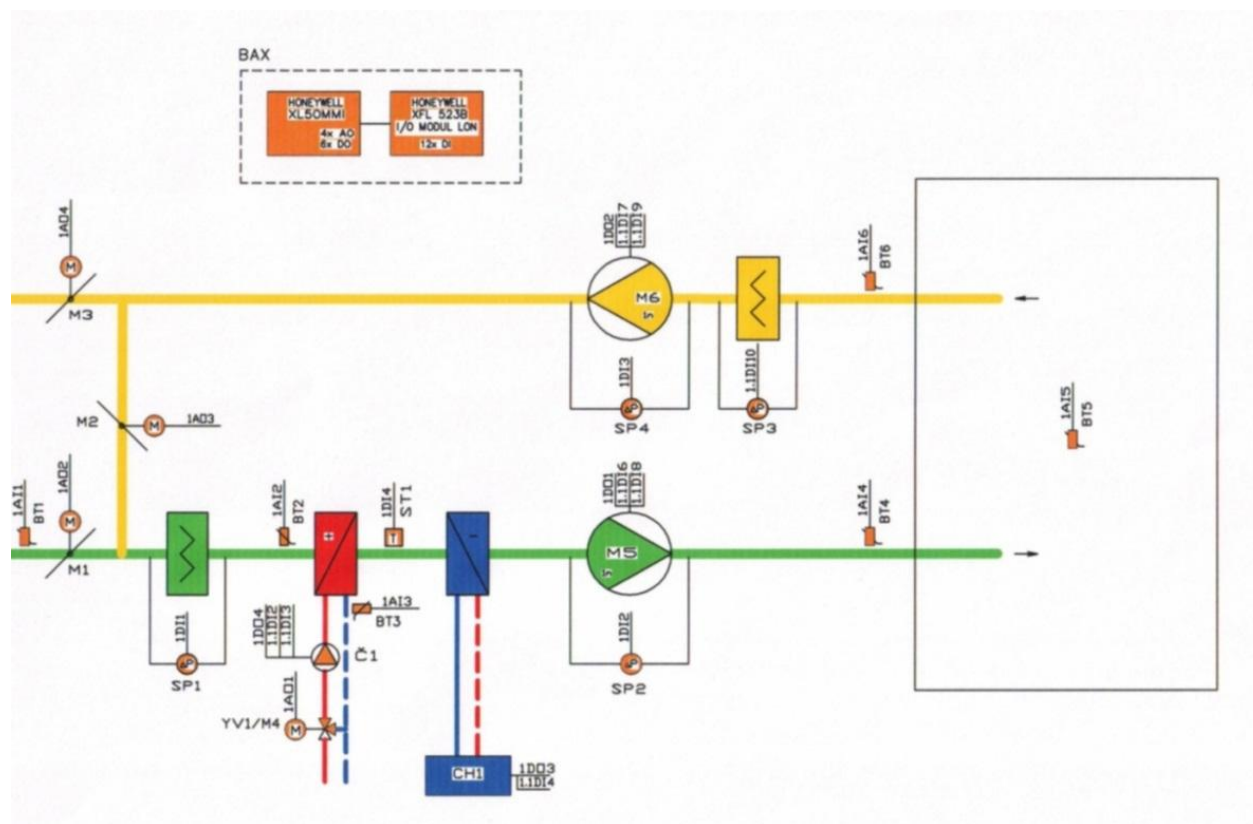 BAX
HONEYWELL
XL50MMI
4x AO
6x DO
HONEYWELL
XFL 523B
I/O MODUL LON
12x DI
1AO4
M
M3
1DO2
1.1DI7
1.1DI9
M6
1AI6
BT6
1DI3
P
SP4
1.1DI10
P
SP3
M2
M
1AO3
1AI5
BT5
1AI1
BT1
1AO2
M
M1
1AI2
BT2
+
1DI4
ST1
T
-
1DO1
1.1DI6
1.1DI8
M5
1AI4
BT4
1DI1
P
SP1
1DO4
1.1DI2
1.1DI3
Č1
1AI3
BT3
1DI2
P
SP2
1AO1
YV1/M4
M
CH1
1DO3
1.1DI4